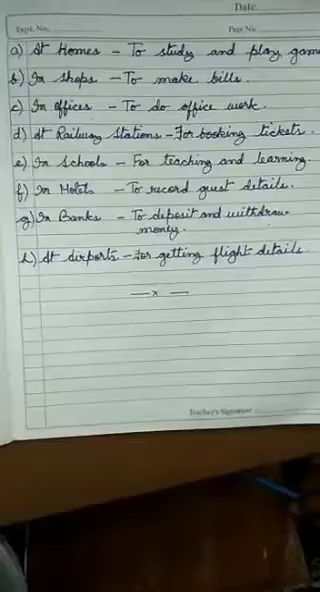 Date.
Expt. No.
Page No.
a) At Homes - To study and play game
b) In shops - To make bills.
c) In offices - To do office work.
d) At Railway Stations - For booking tickets.
e) In Schools - For teaching and learning.
f) In Hotels - To record guest details.
g) In Banks - To deposit and withdraw
money.
h) At airports - For getting flight details.
— x —
Teacher's Signature